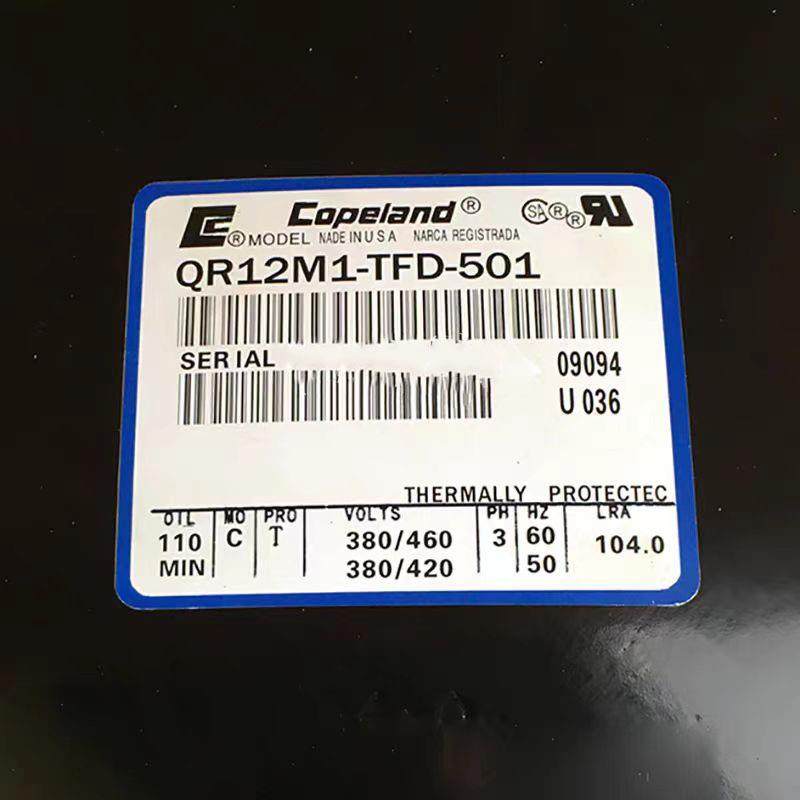 Copeland®
®MODEL NADE IN U S A NARCA REGISTRADA
QR12M1-TFD-501
SERIAL 09094
U 036
THERMALLY PROTECTEC
OIL MO PRO VOLTS PH HZ LRA
110 C T 380/460 3 60 104.0
MIN 380/420 50